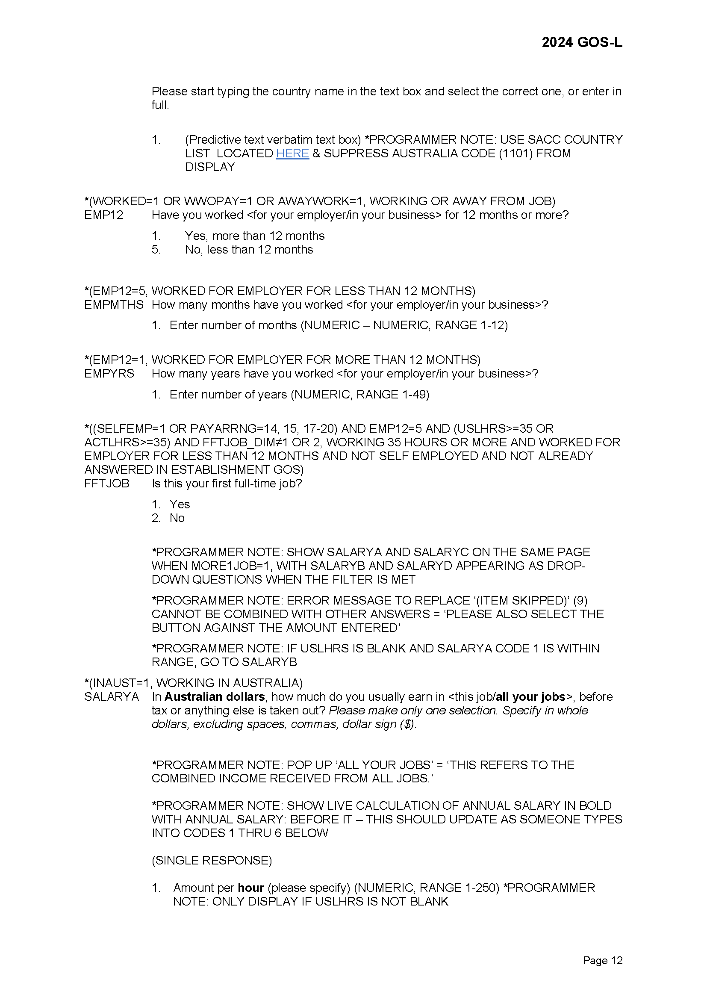 2024 GOS-L
Please start typing the country name in the text box and select the correct one, or enter in
full.
1. (Predictive text verbatim text box) *PROGRAMMER NOTE: USE SACC COUNTRY
LIST LOCATED HERE & SUPPRESS AUSTRALIA CODE (1101) FROM
DISPLAY
*(WORKED=1 OR WWOPAY=1 OR AWAYWORK=1, WORKING OR AWAY FROM JOB)
EMP12 Have you worked <for your employer/in your business> for 12 months or more?
1. Yes, more than 12 months
5. No, less than 12 months
*(EMP12=5, WORKED FOR EMPLOYER FOR LESS THAN 12 MONTHS)
EMPMTHS How many months have you worked <for your employer/in your business>?
1. Enter number of months (NUMERIC – NUMERIC, RANGE 1-12)
*(EMP12=1, WORKED FOR EMPLOYER FOR MORE THAN 12 MONTHS)
EMPYRS How many years have you worked <for your employer/in your business>?
1. Enter number of years (NUMERIC, RANGE 1-49)
*((SELFEMP=1 OR PAYARRNG=14, 15, 17-20) AND EMP12=5 AND (USLHRS>=35 OR
ACTLHRS>=35) AND FFTJOB_DIM≠1 OR 2, WORKING 35 HOURS OR MORE AND WORKED FOR
EMPLOYER FOR LESS THAN 12 MONTHS AND NOT SELF EMPLOYED AND NOT ALREADY
ANSWERED IN ESTABLISHMENT GOS)
FFTJOB Is this your first full-time job?
1. Yes
2. No
*PROGRAMMER NOTE: SHOW SALARYA AND SALARYC ON THE SAME PAGE
WHEN MORE1JOB=1, WITH SALARYB AND SALARYD APPEARING AS DROP-
DOWN QUESTIONS WHEN THE FILTER IS MET
*PROGRAMMER NOTE: ERROR MESSAGE TO REPLACE ‘(ITEM SKIPPED)’ (9)
CANNOT BE COMBINED WITH OTHER ANSWERS = ‘PLEASE ALSO SELECT THE
BUTTON AGAINST THE AMOUNT ENTERED’
*PROGRAMMER NOTE: IF USLHRS IS BLANK AND SALARYA CODE 1 IS WITHIN
RANGE, GO TO SALARYB
*(INAUST=1, WORKING IN AUSTRALIA)
SALARYA In Australian dollars, how much do you usually earn in <this job/all your jobs>, before
tax or anything else is taken out? Please make only one selection. Specify in whole
dollars, excluding spaces, commas, dollar sign ($).
*PROGRAMMER NOTE: POP UP ‘ALL YOUR JOBS’ = ‘THIS REFERS TO THE
COMBINED INCOME RECEIVED FROM ALL JOBS.’
*PROGRAMMER NOTE: SHOW LIVE CALCULATION OF ANNUAL SALARY IN BOLD
WITH ANNUAL SALARY: BEFORE IT – THIS SHOULD UPDATE AS SOMEONE TYPES
INTO CODES 1 THRU 6 BELOW
(SINGLE RESPONSE)
1. Amount per hour (please specify) (NUMERIC, RANGE 1-250) *PROGRAMMER
NOTE: ONLY DISPLAY IF USLHRS IS NOT BLANK
Page 12